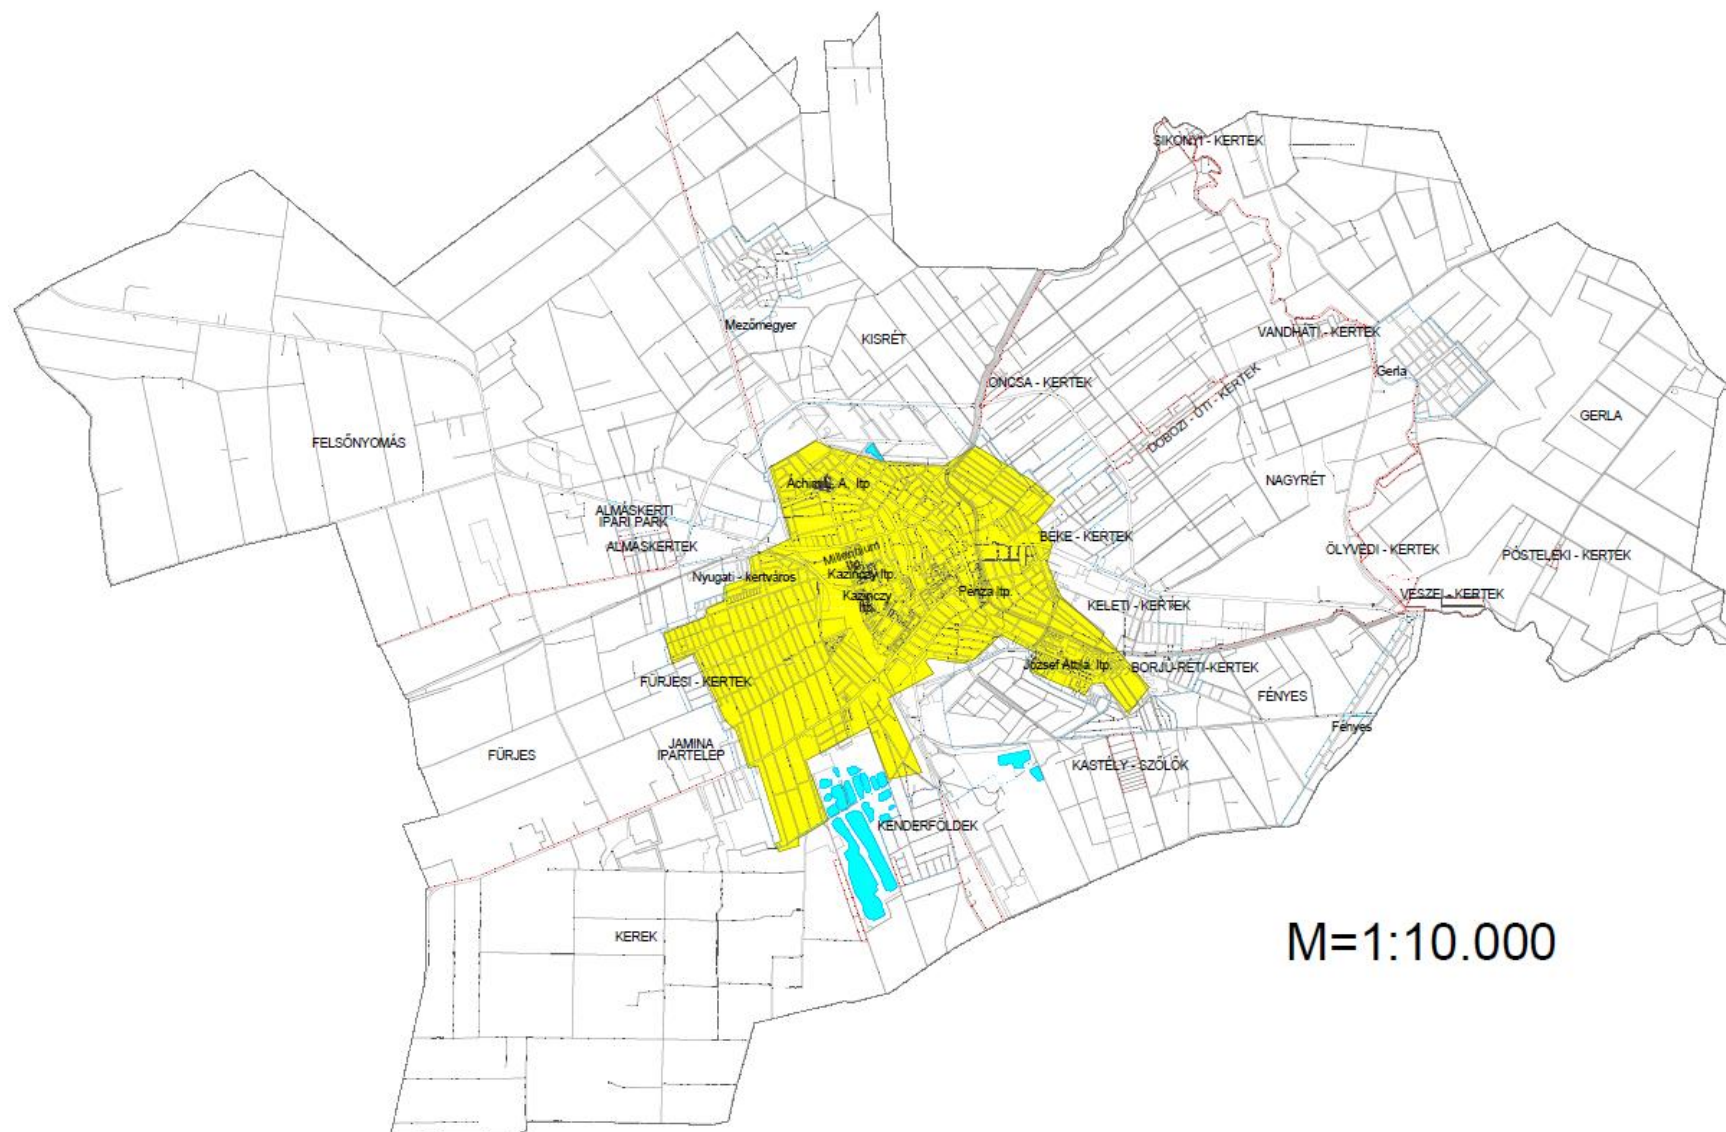 SIKONYI - KERTEK
Mezőmegyer
KISRÉT
VANDHÁTI - KERTEK
Gerla
ONCSA - KERTEK
DOBOZI - ÚTI - KERTEK
GERLA
FELSŐNYOMÁS
NAGYRÉT
Áchim L. A. ltp
ALMÁSKERTI
IPARI PARK
ALMÁSKERTEK
BÉKE - KERTEK
ÖLYVEDI - KERTEK
PÓSTELEKI - KERTEK
Millennium
ltp.
Nyugati - kertváros
Kazinczy ltp.
Kazinczy
ltp.
Penza ltp.
KELETI - KERTEK
VESZEI - KERTEK
József Attila ltp.
BORJÚ-RÉTI-KERTEK
FÜRJESI - KERTEK
FÉNYES
Fényes
FÜRJES
JAMINA
IPARTELEP
KASTÉLY - SZŐLŐK
KENDERFÖLDEK
KEREK
M=1:10.000